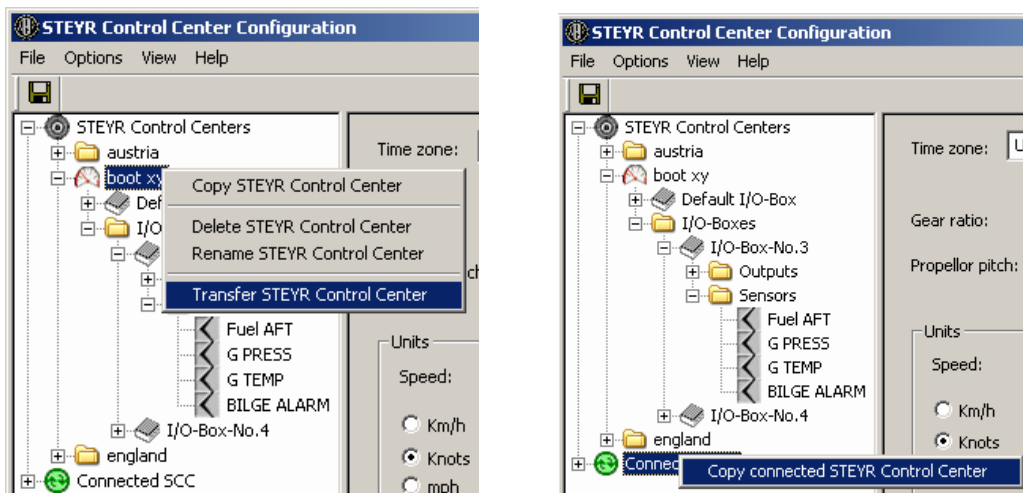 STEYR Control Center Configuration
File Options View Help
STEYR Control Centers
austria
boot xy
Def
I/O
Copy STEYR Control Center
Delete STEYR Control Center
Rename STEYR Control Center
Transfer STEYR Control Center
Fuel AFT
G PRESS
G TEMP
BILGE ALARM
I/O-Box-No.4
england
Connected SCC
Time zone:
ch
Units
Speed:
Km/h
Knots
mph
STEYR Control Center Configuration
File Options View Help
STEYR Control Centers
austria
boot xy
Default I/O-Box
I/O-Boxes
I/O-Box-No.3
Outputs
Sensors
Fuel AFT
G PRESS
G TEMP
BILGE ALARM
I/O-Box-No.4
england
Connec
Copy connected STEYR Control Center
Time zone:
U
Gear ratio:
Propellor pitch:
Units
Speed:
Km/h
Knots